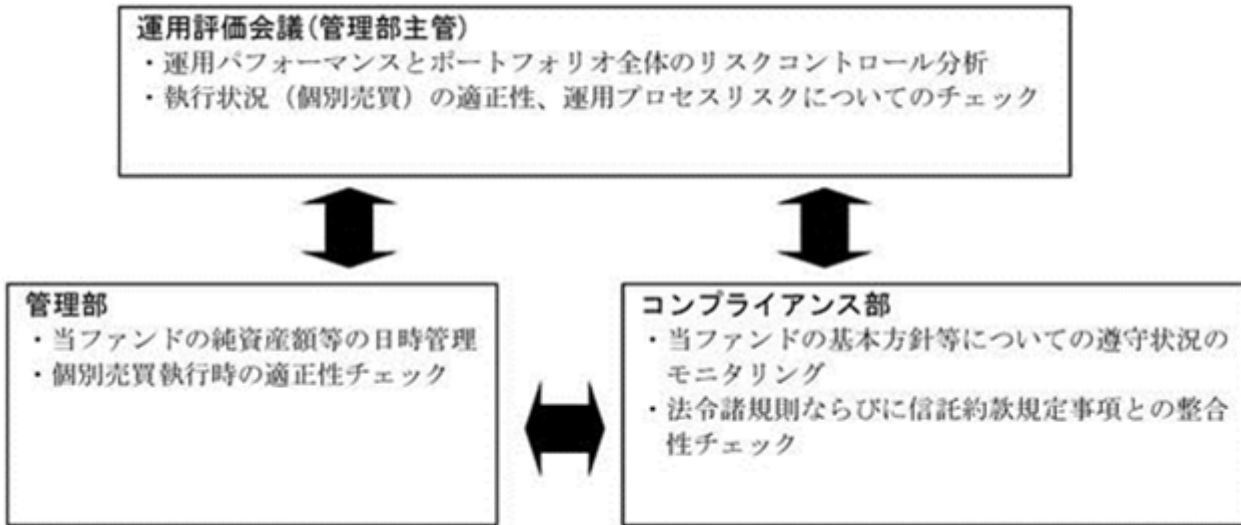 運用評価会議(管理部主管)
・運用パフォーマンスとポートフォリオ全体のリスクコントロール分析
・執行状況（個別売買）の適正性、運用プロセスリスクについてのチェック
管理部
・当ファンドの純資産額等の日時管理
・個別売買執行時の適正性チェック
コンプライアンス部
・当ファンドの基本方針等についての遵守状況の
モニタリング
・法令諸規則ならびに信託約款規定事項との整合
性チェック